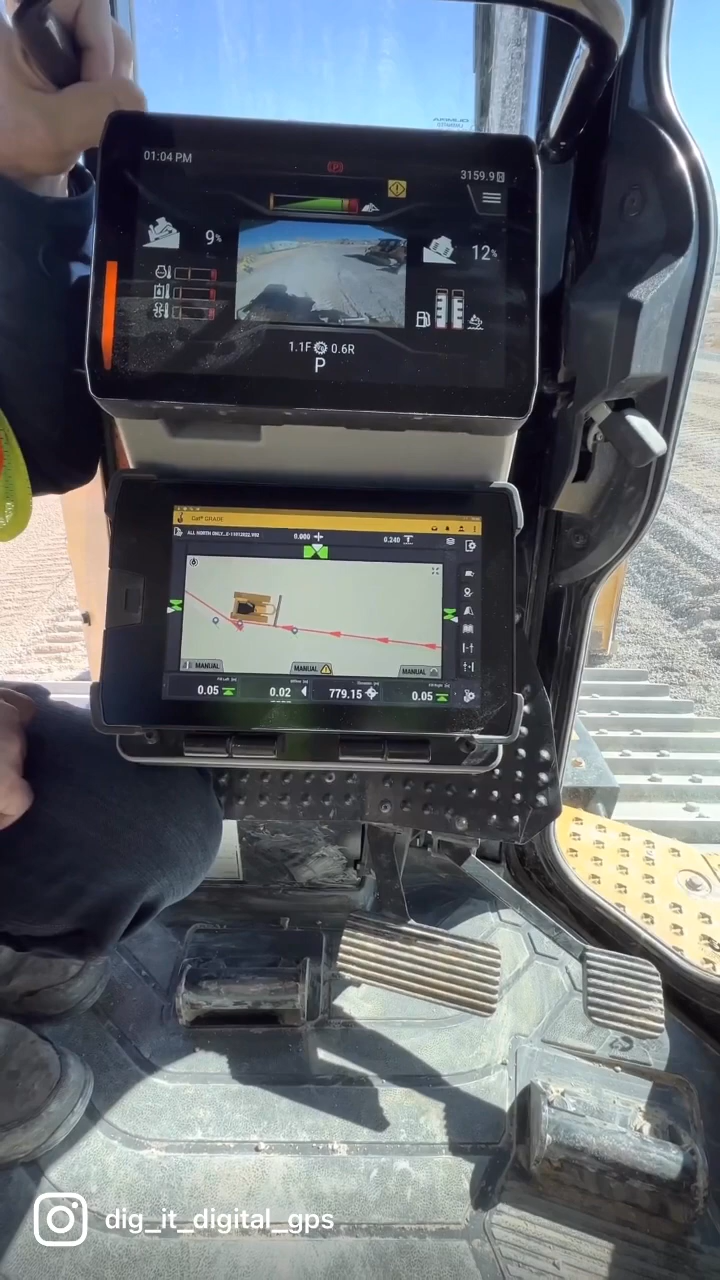 01:04 PM
P
3159.9
9%
12%
1.1F 0.6R
P
Cat® GRADE
0.000
0.240
MANUAL
MANUAL
MANUAL
0.05
0.02
779.15
0.05
dig_it_digital_gps